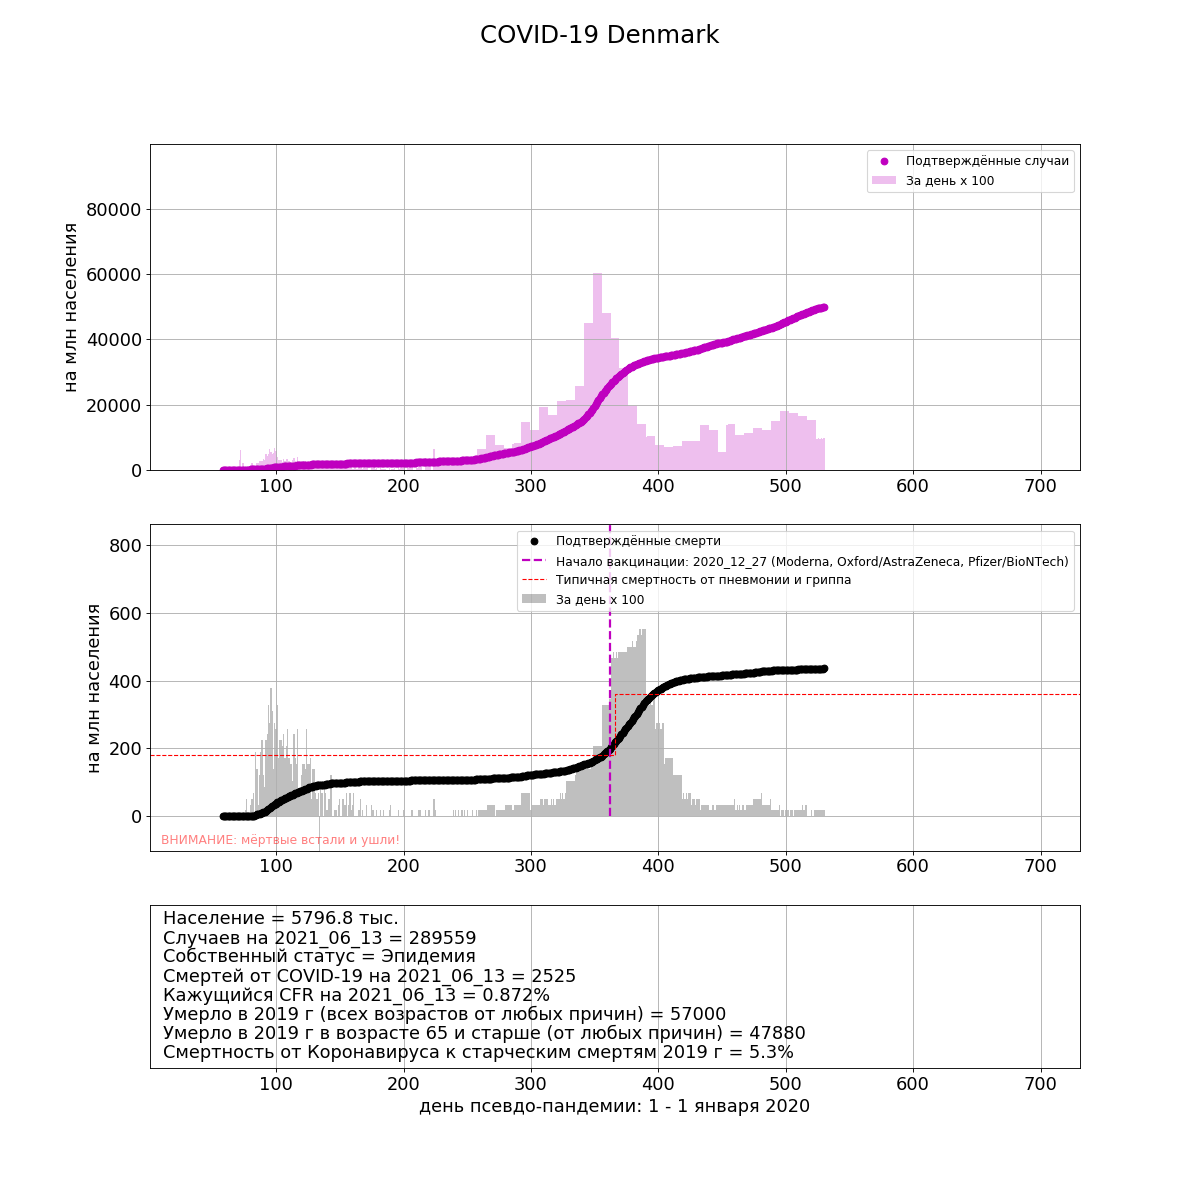 COVID-19 Denmark
Подтверждённые случаи
За день x 100
на млн населения
80000
60000
40000
20000
0
100 200 300 400 500 600 700
Подтверждённые смерти
Начало вакцинации: 2020_12_27 (Moderna, Oxford/AstraZeneca, Pfizer/BioNTech)
Типичная смертность от пневмонии и гриппа
За день x 100
на млн населения
800
600
400
200
0
ВНИМАНИЕ: мёртвые встали и ушли!
100 200 300 400 500 600 700
Население = 5796.8 тыс.
Случаев на 2021_06_13 = 289559
Собственный статус = Эпидемия
Смертей от COVID-19 на 2021_06_13 = 2525
Кажущийся CFR на 2021_06_13 = 0.872%
Умерло в 2019 г (всех возрастов от любых причин) = 57000
Умерло в 2019 г в возрасте 65 и старше (от любых причин) = 47880
Смертность от Коронавируса к старческим смертям 2019 г = 5.3%
100 200 300 400 500 600 700
день псевдо-пандемии: 1 - 1 января 2020